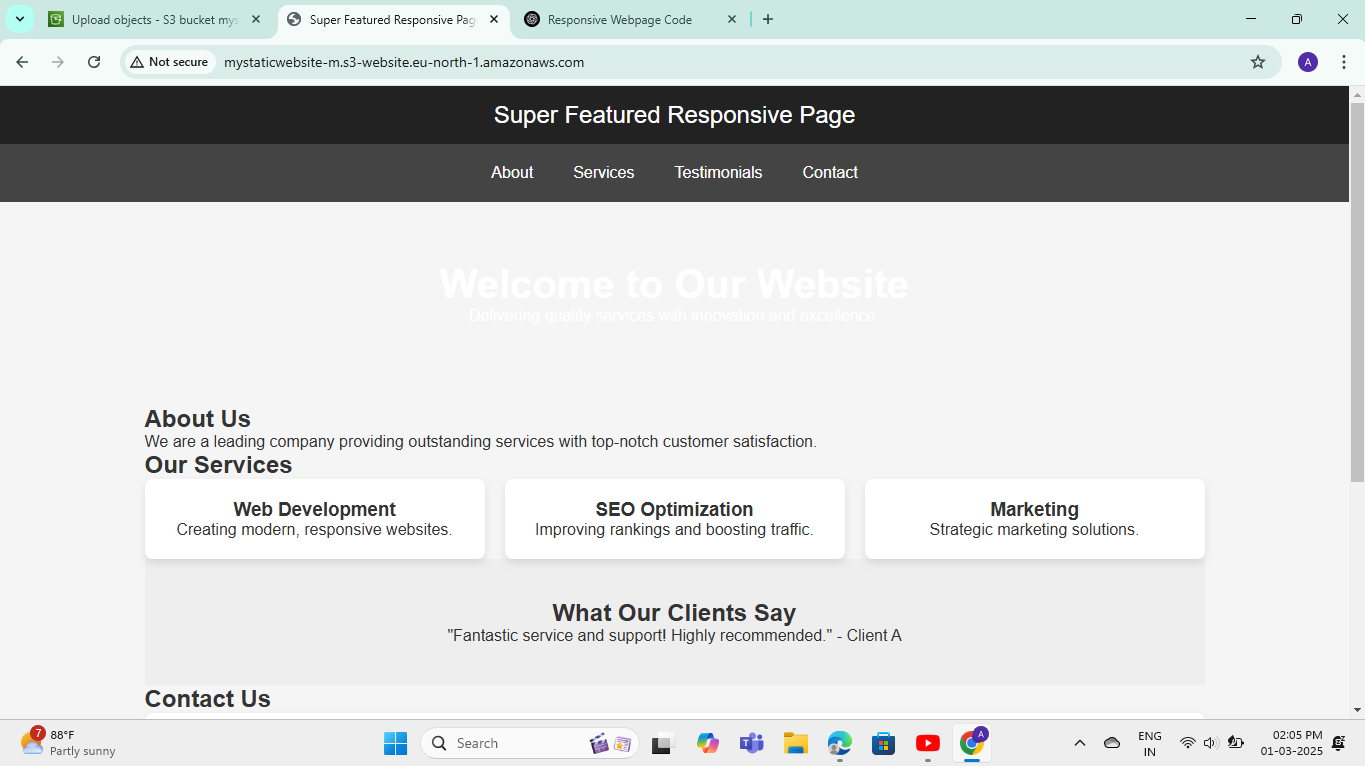 Upload objects - S3 bucket mys
Super Featured Responsive Pag
Responsive Webpage Code
Not secure
mystaticwebsite-m.s3-website.eu-north-1.amazonaws.com
A
Super Featured Responsive Page
About Services Testimonials Contact
Welcome to Our Website
Delivering quality services with innovation and excellence.
About Us
We are a leading company providing outstanding services with top-notch customer satisfaction.
Our Services
Web Development
Creating modern, responsive websites.
SEO Optimization
Improving rankings and boosting traffic.
Marketing
Strategic marketing solutions.
What Our Clients Say
"Fantastic service and support! Highly recommended." - Client A
Contact Us
7
88°F
Partly sunny
Search
A
ENG
IN
02:05 PM
01-03-2025